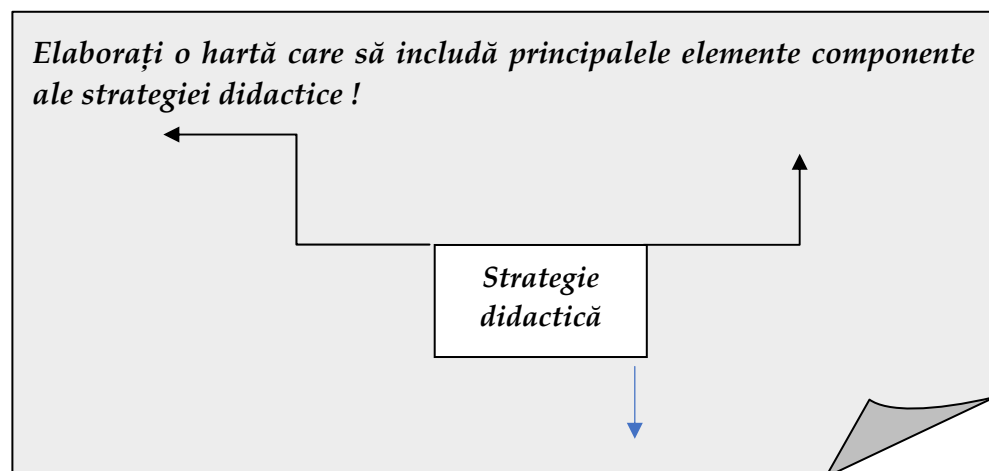 Elaborați o hartă care să includă principalele elemente componente
ale strategiei didactice !
Strategie
didactică